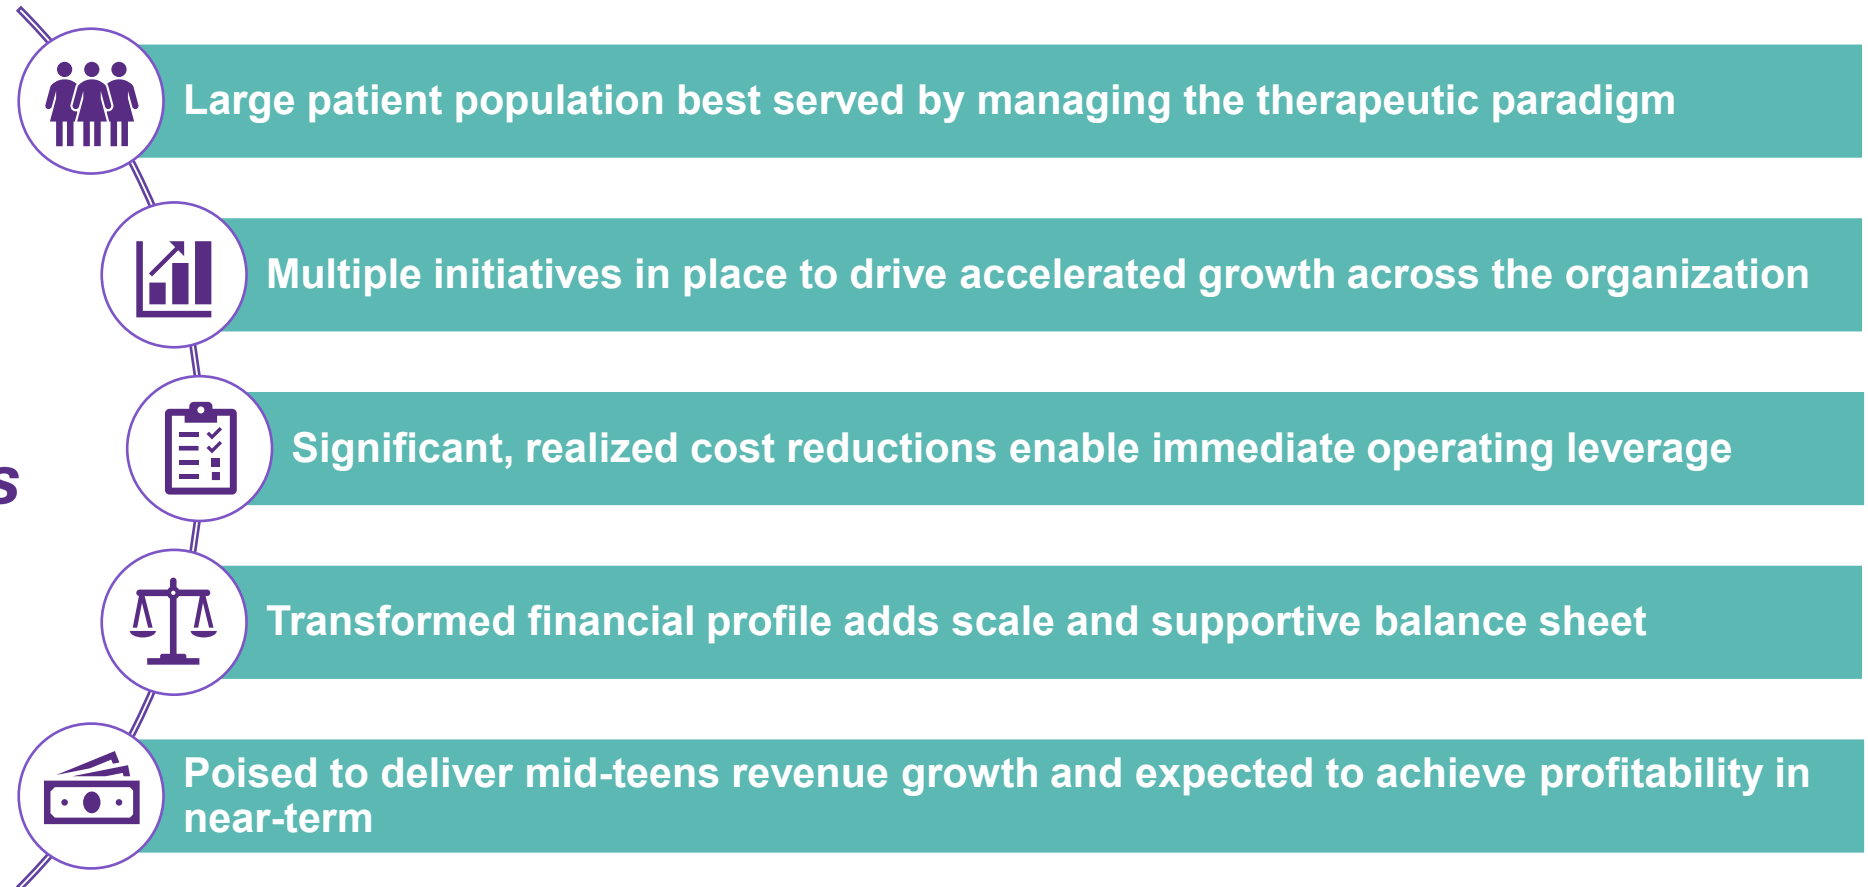 Large patient population best served by managing the therapeutic paradigm
Multiple initiatives in place to drive accelerated growth across the organization
Significant, realized cost reductions enable immediate operating leverage
Transformed financial profile adds scale and supportive balance sheet
Poised to deliver mid-teens revenue growth and expected to achieve profitability in
near-term